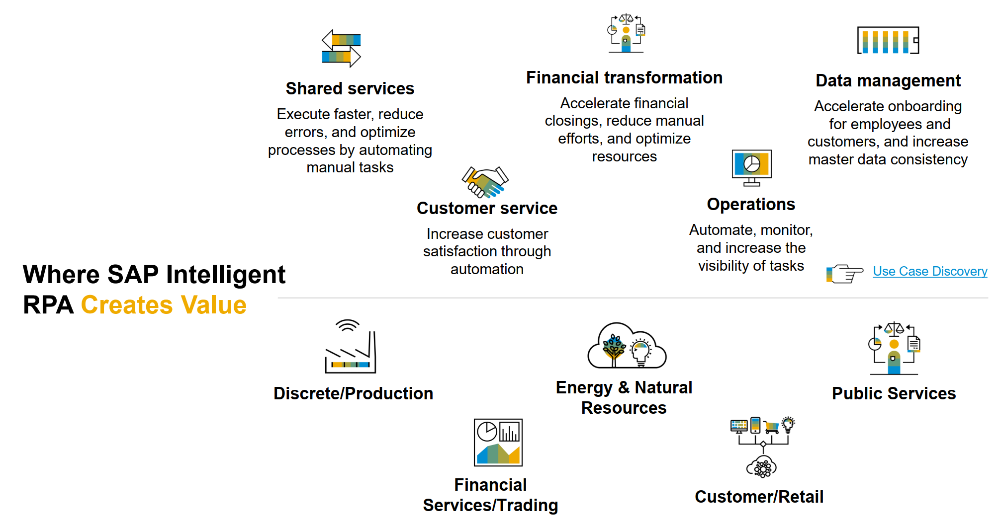 Where SAP Intelligent
RPA Creates Value
Shared services
Execute faster, reduce
errors, and optimize
processes by automating
manual tasks
Customer service
Increase customer
satisfaction through
automation
Financial transformation
Accelerate financial
closings, reduce manual
efforts, and optimize
resources
Operations
Automate, monitor,
and increase the
visibility of tasks
Data management
Accelerate onboarding
for employees and
customers, and increase
master data consistency
Use Case Discovery
Discrete/Production
Financial
Services/Trading
Energy & Natural
Resources
Customer/Retail
Public Services